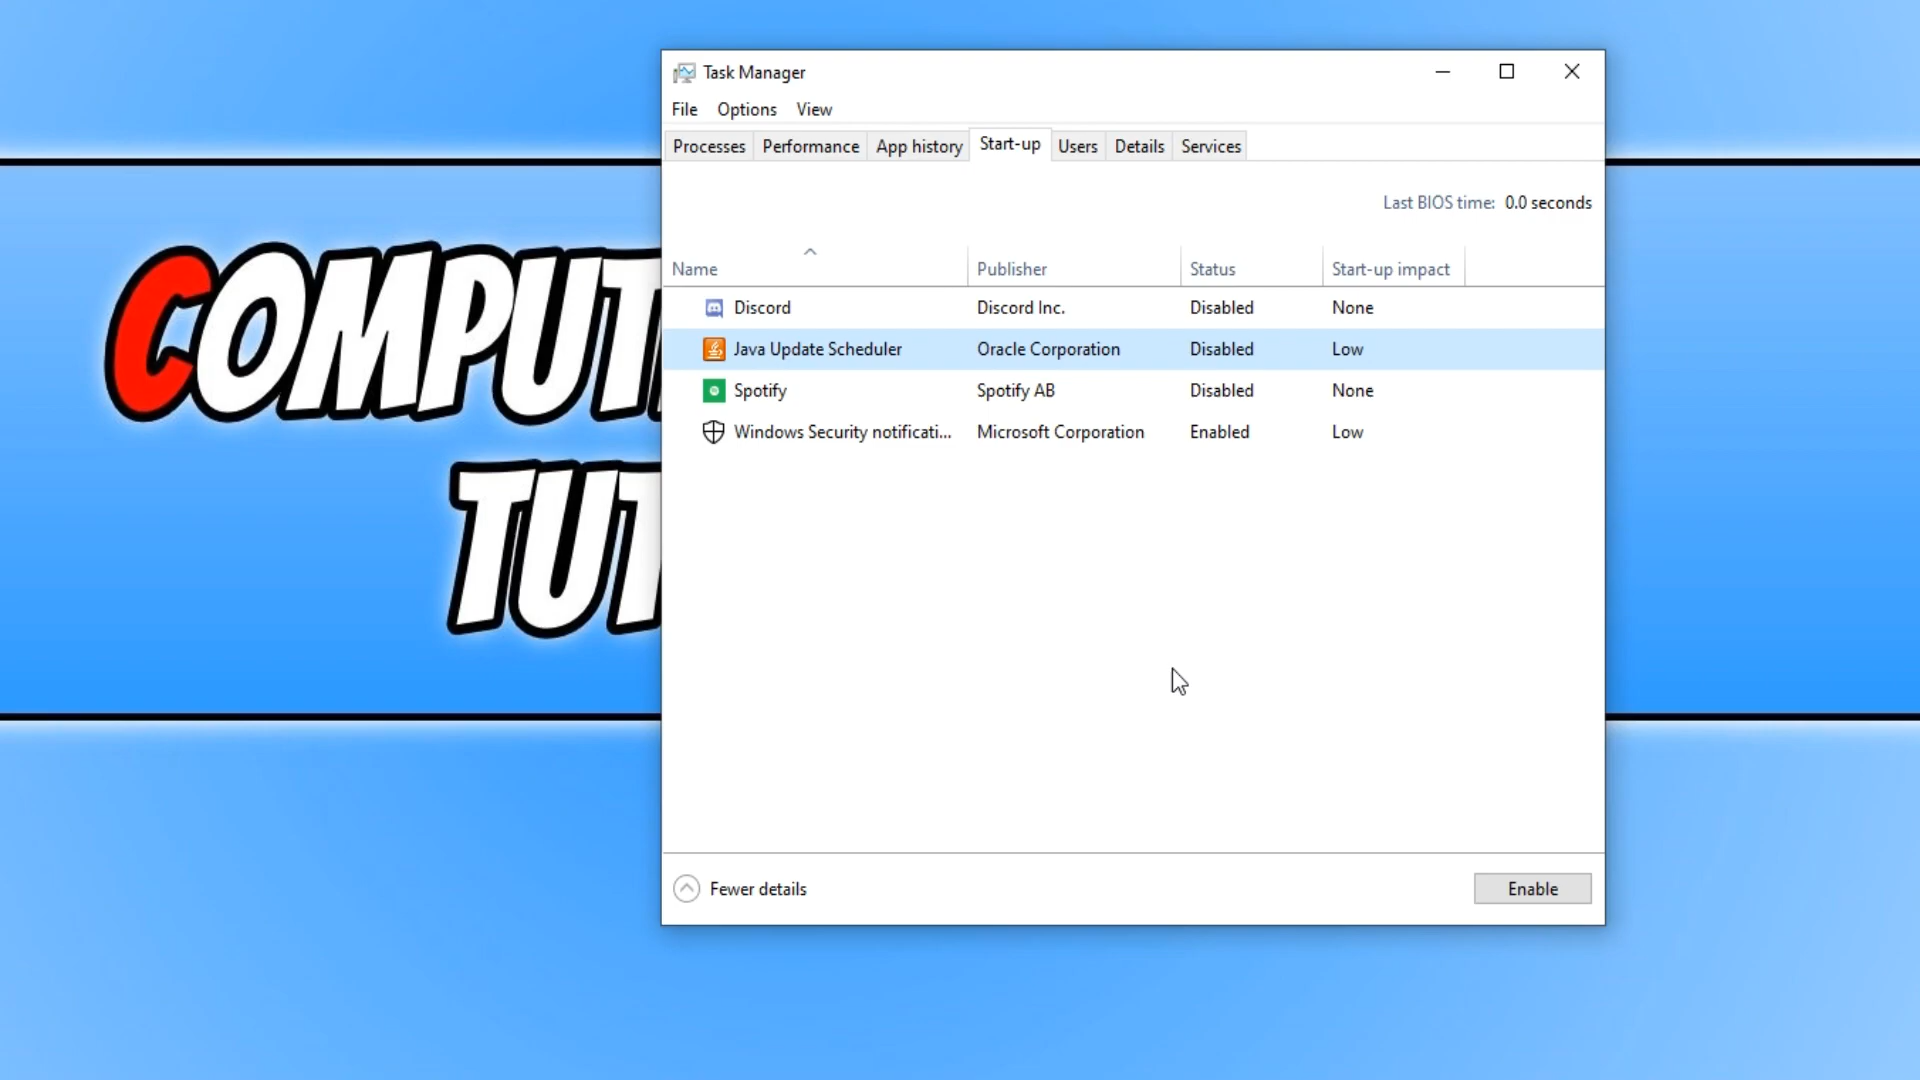 Task Manager
File Options View
Processes Performance App history Start-up Users Details Services
Last BIOS time: 0.0 seconds
Name Publisher Status Start-up impact
Discord Discord Inc. Disabled None
Java Update Scheduler Oracle Corporation Disabled Low
Spotify Spotify AB Disabled None
Windows Security notificati... Microsoft Corporation Enabled Low
Fewer details Enable
COMPUT
TUT